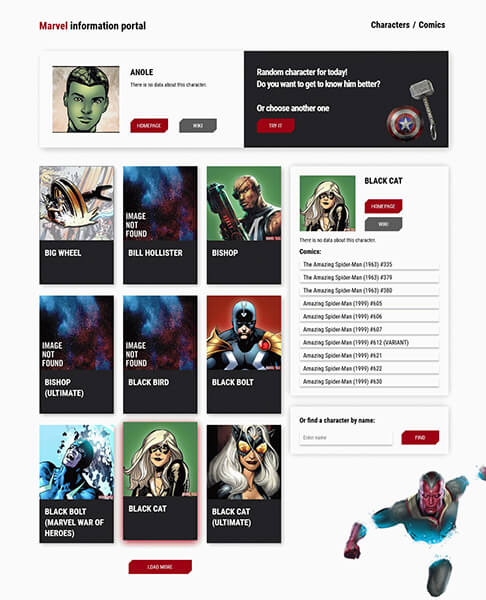 Marvel information portal
Characters / Comics
ANOLE
There is no data about this character.
HOMEPAGE
WIKI
Random character for today!
Do you want to get to know him better?
Or choose another one
TRY IT
BIG WHEEL
IMAGE
NOT
FOUND
BILL HOLLISTER
BISHOP
IMAGE
NOT
FOUND
BISHOP
(ULTIMATE)
IMAGE
NOT
FOUND
BLACK BIRD
BLACK BOLT
BLACK BOLT
(MARVEL WAR OF
HEROES)
BLACK CAT
BLACK CAT
(ULTIMATE)
LOAD MORE
BLACK CAT
HOMEPAGE
WIKI
There is no data about this character.
Comics:
The Amazing Spider-Man (1963) #335
The Amazing Spider-Man (1963) #379
The Amazing Spider-Man (1963) #380
Amazing Spider-Man (1999) #605
Amazing Spider-Man (1999) #606
Amazing Spider-Man (1999) #607
Amazing Spider-Man (1999) #612 (VARIANT)
Amazing Spider-Man (1999) #621
Amazing Spider-Man (1999) #622
Amazing Spider-Man (1999) #630
Or find a character by name:
Enter name
FIND